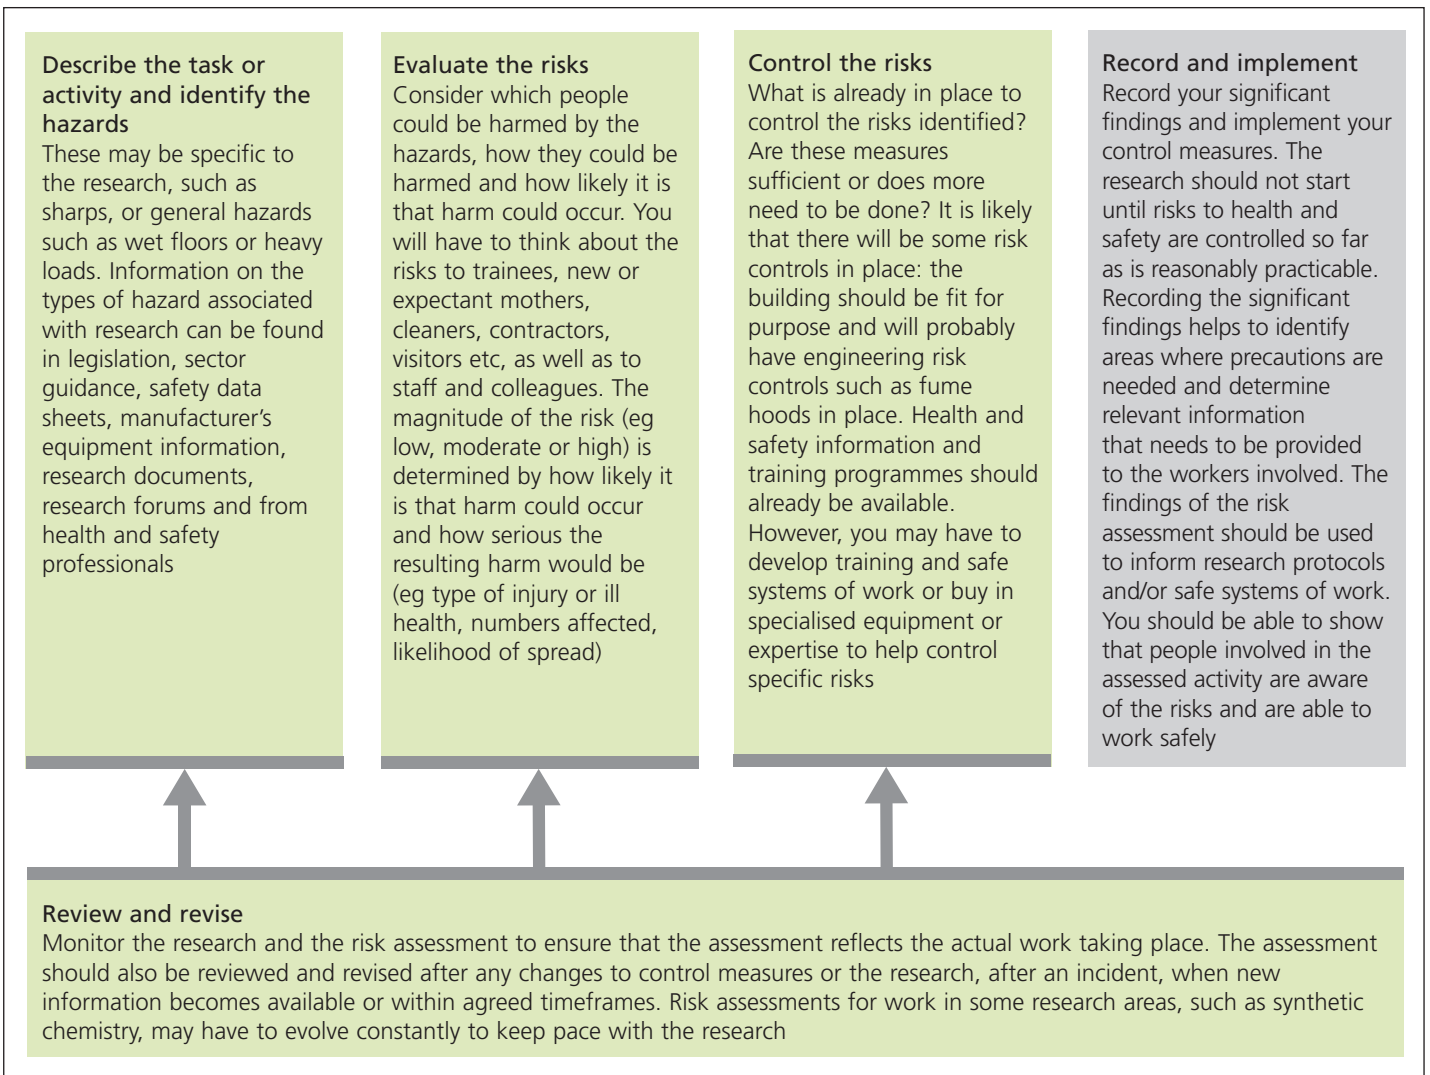 Describe the task or
activity and identify the
hazards
These may be specific to
the research, such as
sharps, or general hazards
such as wet floors or heavy
loads. Information on the
types of hazard associated
with research can be found
in legislation, sector
guidance, safety data
sheets, manufacturer’s
equipment information,
research documents,
research forums and from
health and safety
professionals
Evaluate the risks
Consider which people
could be harmed by the
hazards, how they could be
harmed and how likely it is
that harm could occur. You
will have to think about the
risks to trainees, new or
expectant mothers,
cleaners, contractors,
visitors etc, as well as to
staff and colleagues. The
magnitude of the risk (eg
low, moderate or high) is
determined by how likely it
is that harm could occur
and how serious the
resulting harm would be
(eg type of injury or ill
health, numbers affected,
likelihood of spread)
Control the risks
What is already in place to
control the risks identified?
Are these measures
sufficient or does more
need to be done? It is likely
that there will be some risk
controls in place: the
building should be fit for
purpose and will probably
have engineering risk
controls such as fume
hoods in place. Health and
safety information and
training programmes should
already be available.
However, you may have to
develop training and safe
systems of work or buy in
specialised equipment or
expertise to help control
specific risks
Record and implement
Record your significant
findings and implement your
control measures. The
research should not start
until risks to health and
safety are controlled so far
as is reasonably practicable.
Recording the significant
findings helps to identify
areas where precautions are
needed and determine
relevant information
that needs to be provided
to the workers involved. The
findings of the risk
assessment should be used
to inform research protocols
and/or safe systems of work.
You should be able to show
that people involved in the
assessed activity are aware
of the risks and are able to
work safely
Review and revise
Monitor the research and the risk assessment to ensure that the assessment reflects the actual work taking place. The assessment
should also be reviewed and revised after any changes to control measures or the research, after an incident, when new
information becomes available or within agreed timeframes. Risk assessments for work in some research areas, such as synthetic
chemistry, may have to evolve constantly to keep pace with the research